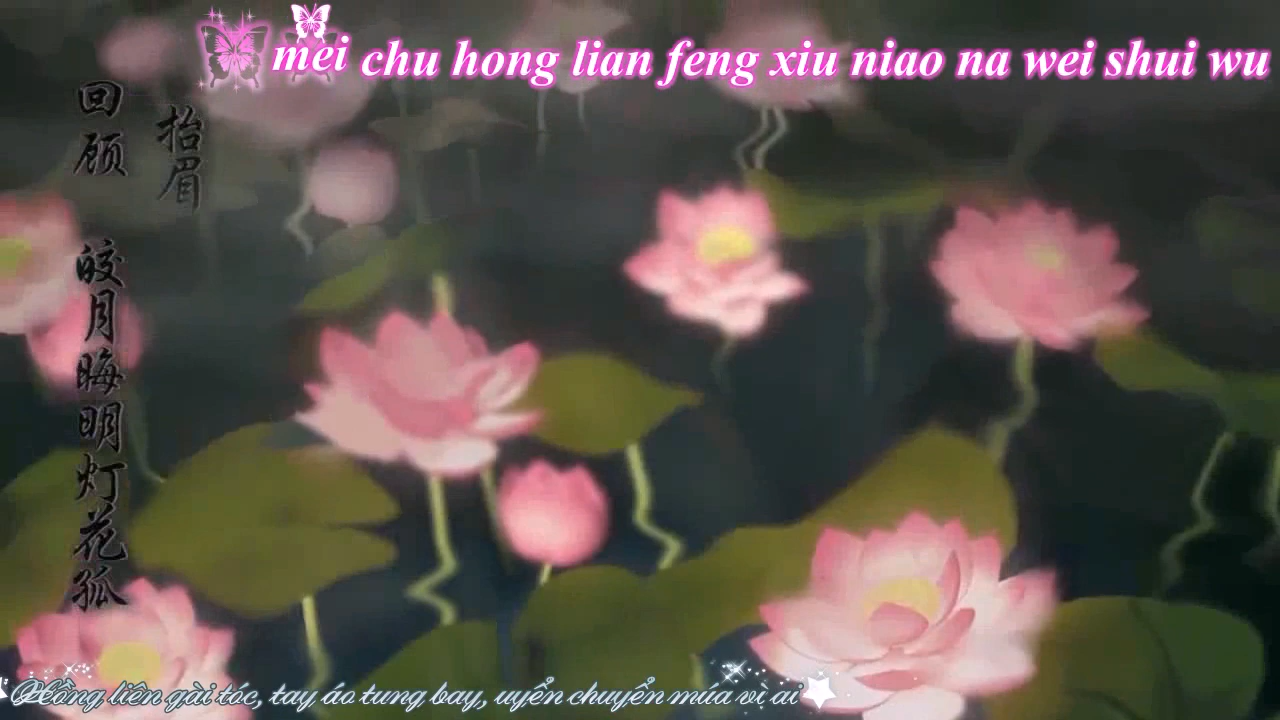 mei chu hong lian feng xiu niao na wei shui wu
抬眉
回顾 皎月晦明灯花孤
Hồng liên gài tóc, tay áo tung bay, uyển chuyển múa vì ai